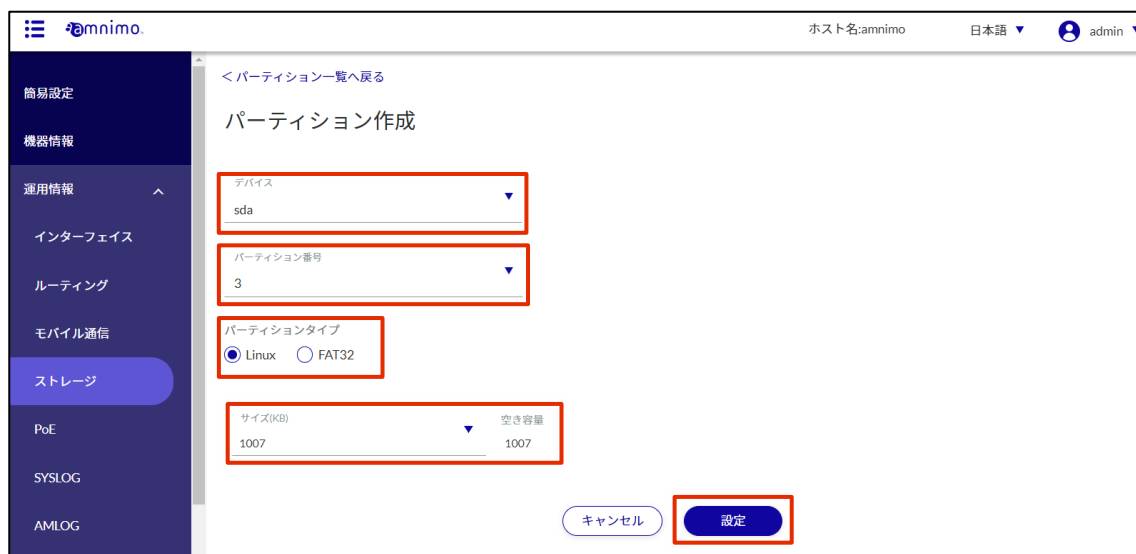 amnimo.
ホスト名:amnimo
日本語 ▼
admin
簡易設定
機器情報
運用情報
インターフェイス
ルーティング
モバイル通信
ストレージ
PoE
SYSLOG
AMLOG
＜パーティション一覧へ戻る
パーティション作成
デバイス
sda
パーティション番号
3
パーティションタイプ
Linux FAT32
サイズ(KB) 空き容量
1007 1007
キャンセル 設定